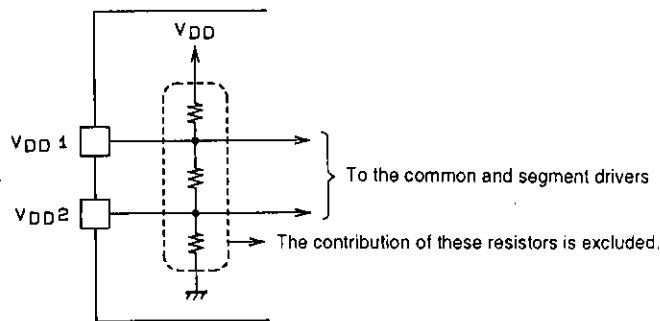 VDD
VDD 1
To the common and segment drivers
VDD2
The contribution of these resistors is excluded.